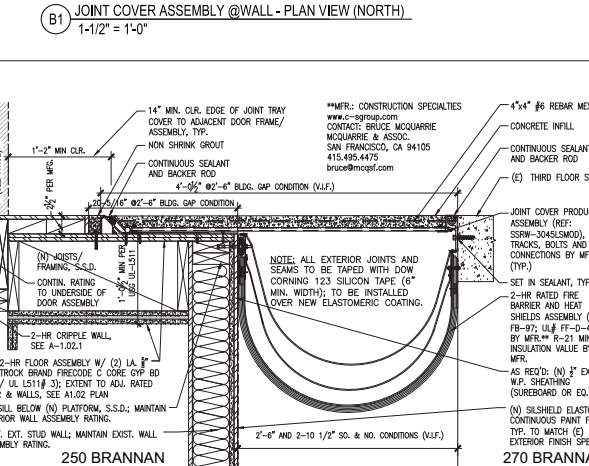 B1
JOINT COVER ASSEMBLY @WALL - PLAN VIEW (NORTH)
1-1/2" = 1'-0"
14" MIN. CLR. EDGE OF JOINT TRAY
COVER TO ADJACENT DOOR FRAME/
ASSEMBLY, TYP.
NON SHRINK GROUT
CONTINUOUS SEALANT
AND BACKER ROD
1'-2" MIN CLR.
2½" PER MFG.
4'-0½" @2'-6" BLDG. GAP CONDITION (V.I.F.)
20-5/16" @2'-6" BLDG. GAP CONDITION
**MFR.: CONSTRUCTION SPECIALTIES
www.c-sgroup.com
CONTACT: BRUCE MCQUARRIE
MCQUARRIE & ASSOC.
SAN FRANCISCO, CA 94105
415.495.4475
bruce@mcqsf.com
4"x4" #6 REBAR MES
CONCRETE INFILL
CONTINUOUS SEALANT
AND BACKER ROD
(E) THIRD FLOOR S
JOINT COVER PRODU
ASSEMBLY (REF:
SSRW-3045LSMOD),
TRACKS, BOLTS AND
CONNECTIONS BY MF
(TYP.)
SET IN SEALANT, TYP
2-HR RATED FIRE
BARRIER AND HEAT
SHIELDS ASSEMBLY (
FB-97; UL# FF-D-4
BY MFR.** R-21 MIN
INSULATION VALUE B
MFR.
AS REQ'D: (N) ½" EX
W.P. SHEATHING
(SUREBOARD OR EQ.)
(N) SILSHIELD ELAST
CONTINUOUS PAINT F
TYP. TO MATCH (E)
EXTERIOR FINISH SPE
270 BRANNAN
NOTE: ALL EXTERIOR JOINTS AND
SEAMS TO BE TAPED WITH DOW
CORNING 123 SILICON TAPE (6"
MIN. WIDTH); TO BE INSTALLED
OVER NEW ELASTOMERIC COATING.
(N) JOISTS/
FRAMING, S.S.D.
CONTIN. RATING
TO UNDERSIDE OF
DOOR ASSEMBLY
MIN PER
UDG UL-L511
2-HR CRIPPLE WALL,
SEE A-1.02.1
2-HR FLOOR ASSEMBLY W/ (2) LA.
TROCK BRAND FIRECODE C CORE GYP BD
/ UL L511# 3); EXTENT TO ADJ. RATED
R & WALLS, SEE A1.02 PLAN
SILL BELOW (N) PLATFORM, S.S.D.; MAINTAIN
RIOR WALL ASSEMBLY RATING.
. EXT. STUD WALL; MAINTAIN EXIST. WALL
MBLY RATING.
2'-6" AND 2-10 1/2" SO. & NO. CONDITIONS (V.I.F.)
250 BRANNAN